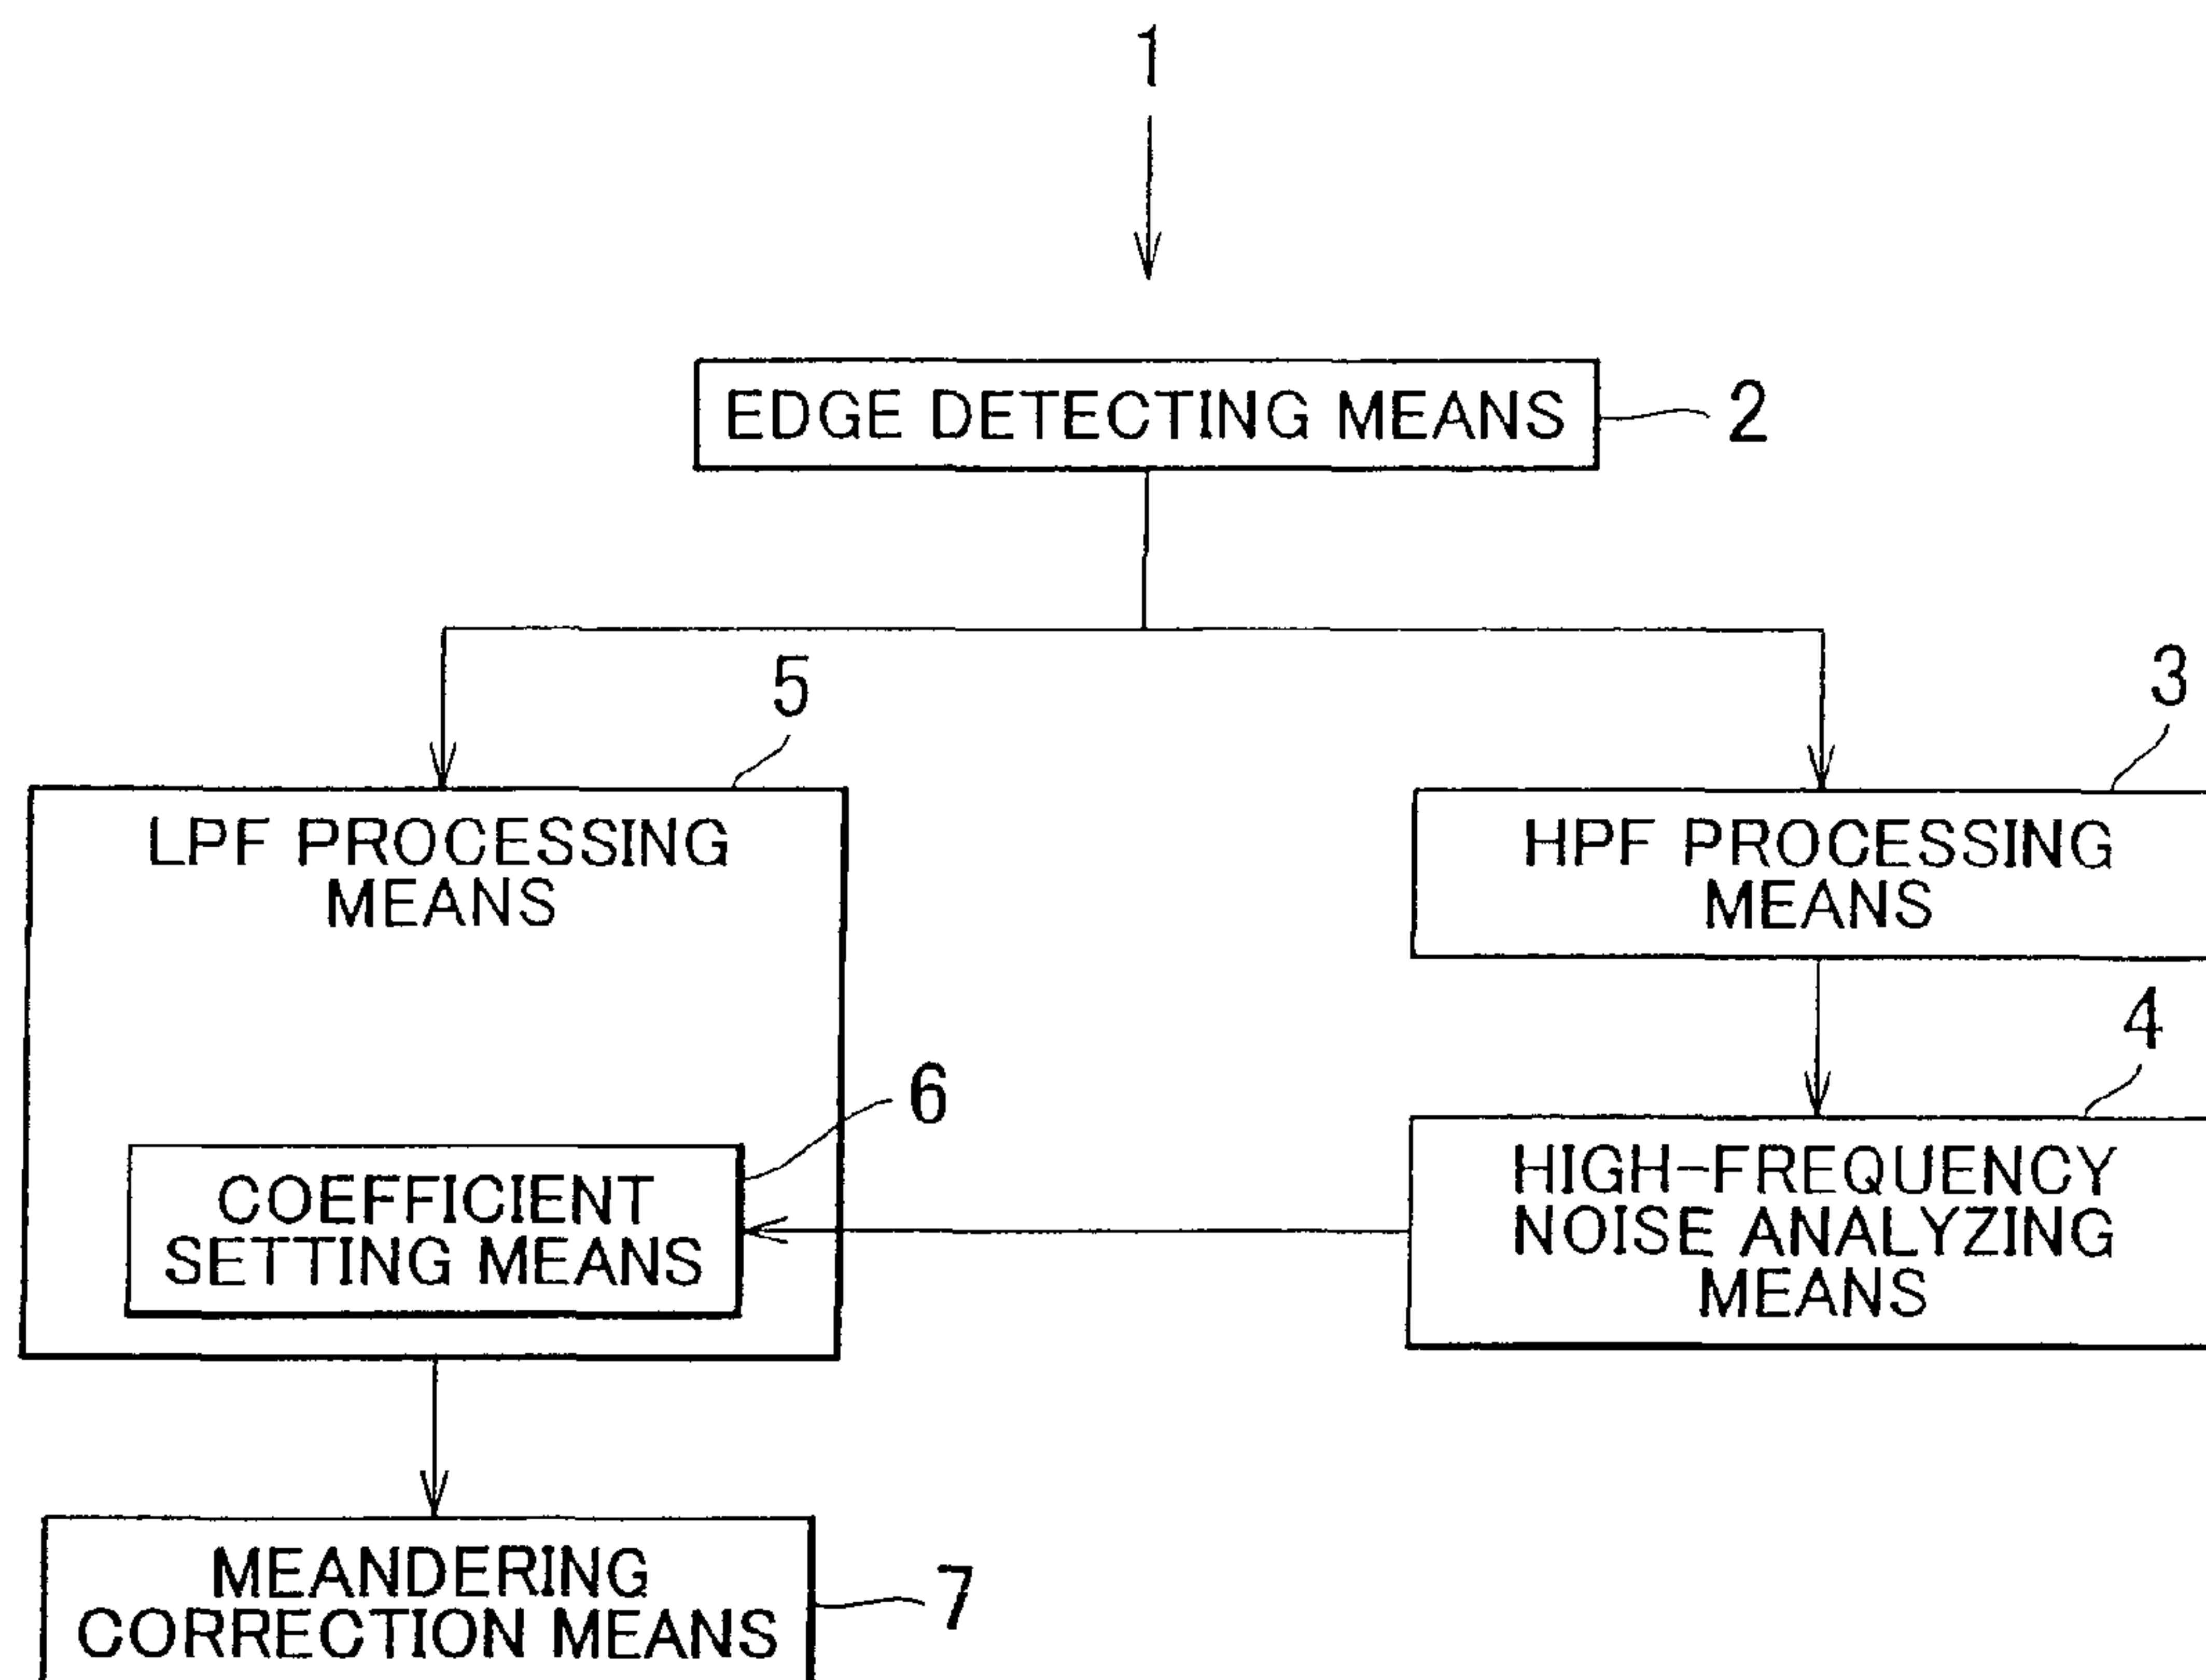 1
EDGE DETECTING MEANS
2
5
3
LPF PROCESSING
MEANS
HPF PROCESSING
MEANS
4
6
COEFFICIENT
SETTING MEANS
HIGH-FREQUENCY
NOISE ANALYZING
MEANS
MEANDERING
CORRECTION MEANS
7